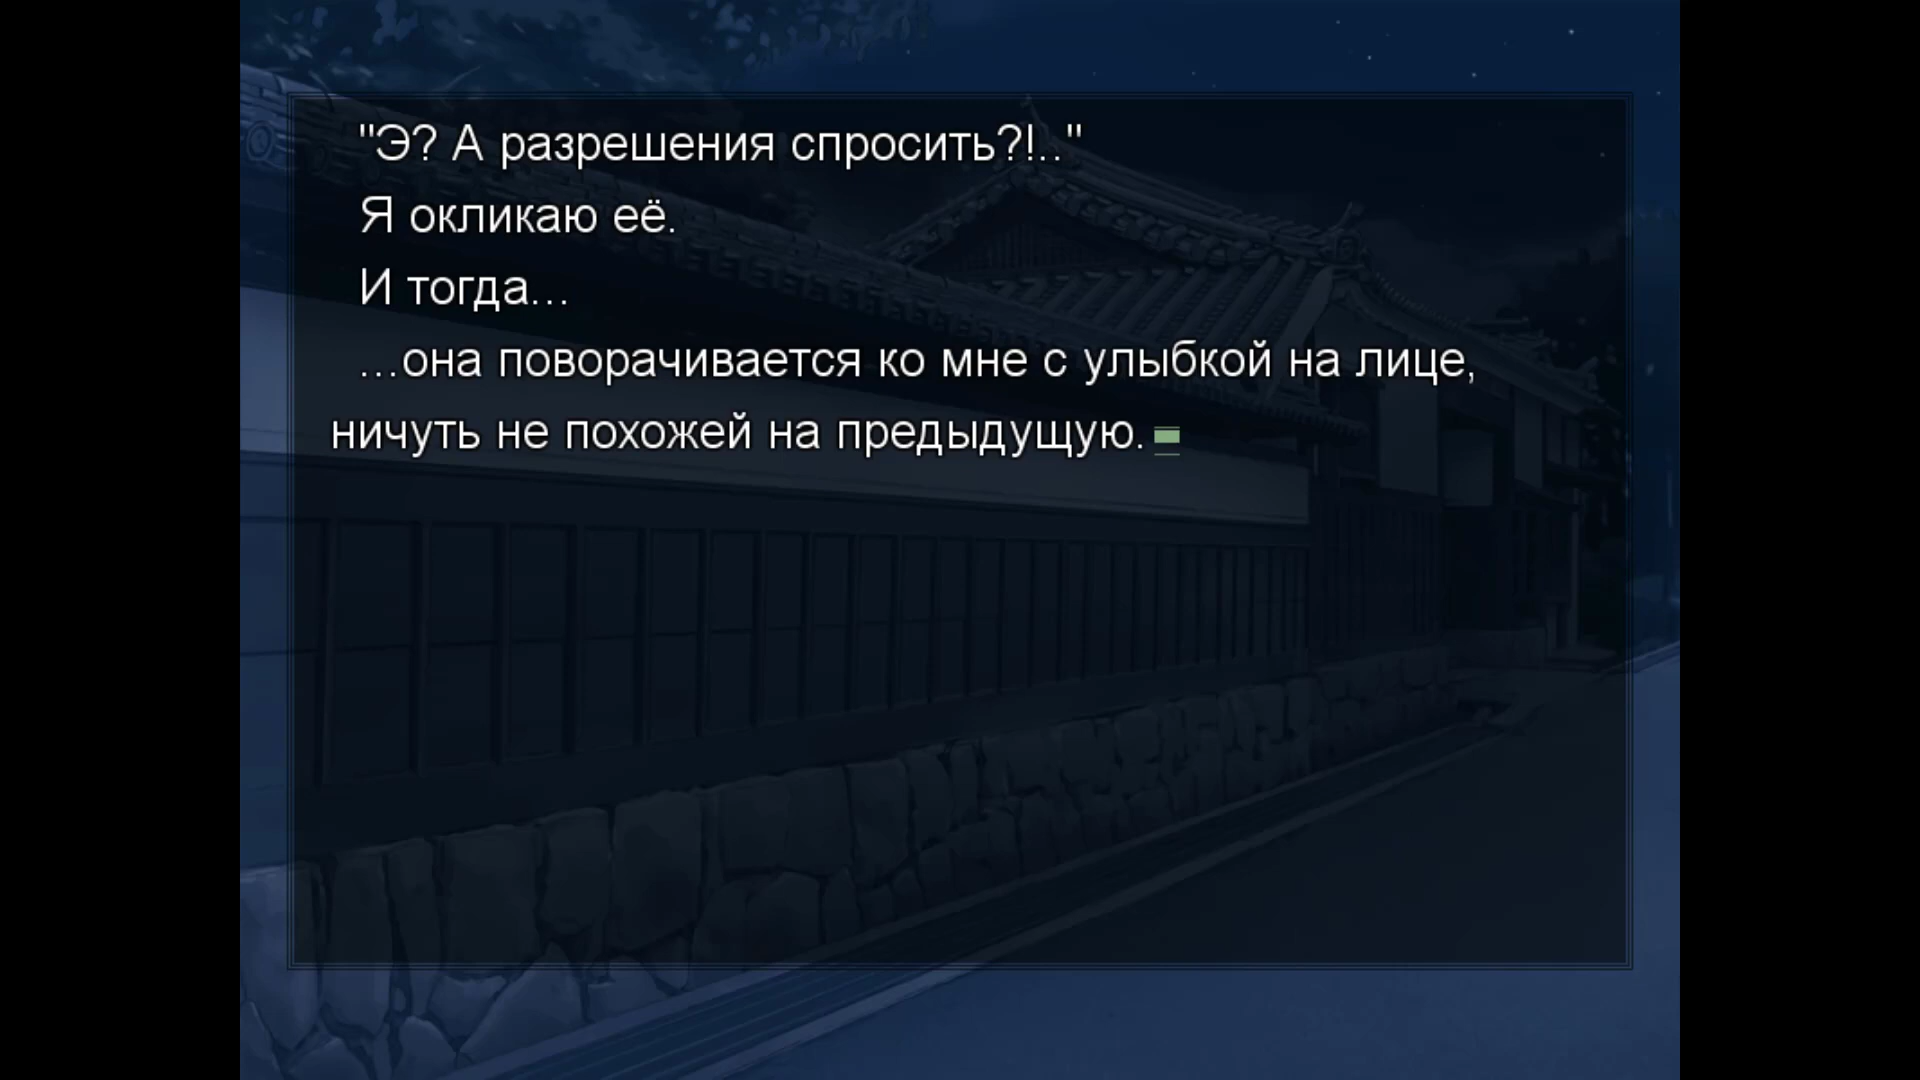 "Э? А разрешения спросить?!.."
Я окликаю её.
И тогда...
...она поворачивается ко мне с улыбкой на лице,
ничуть не похожей на предыдущую.